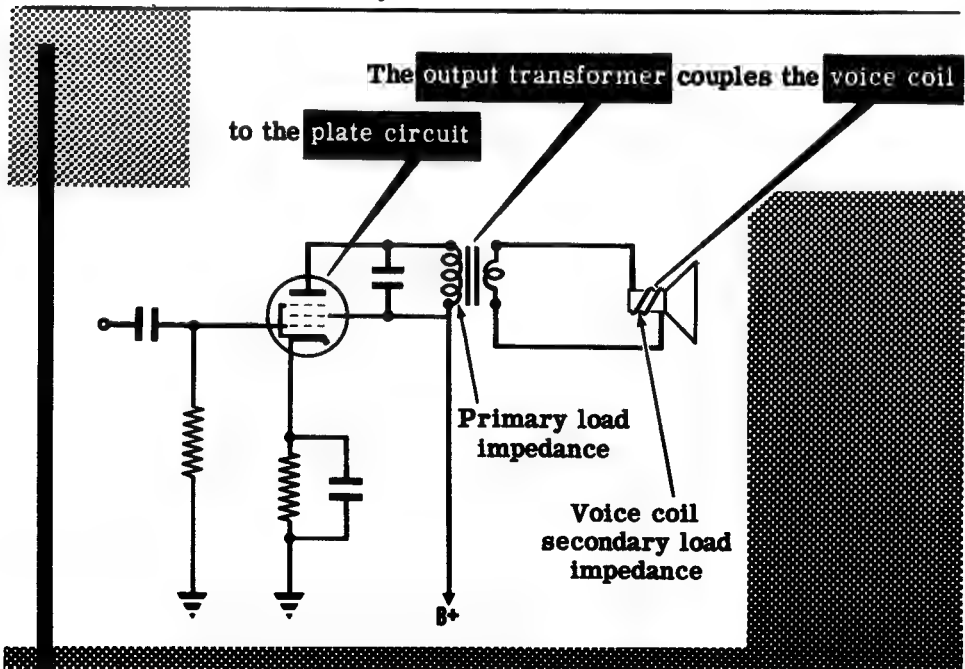 The output transformer couples the voice coil
to the plate circuit
Primary load
impedance
Voice coil
secondary load
impedance
B+